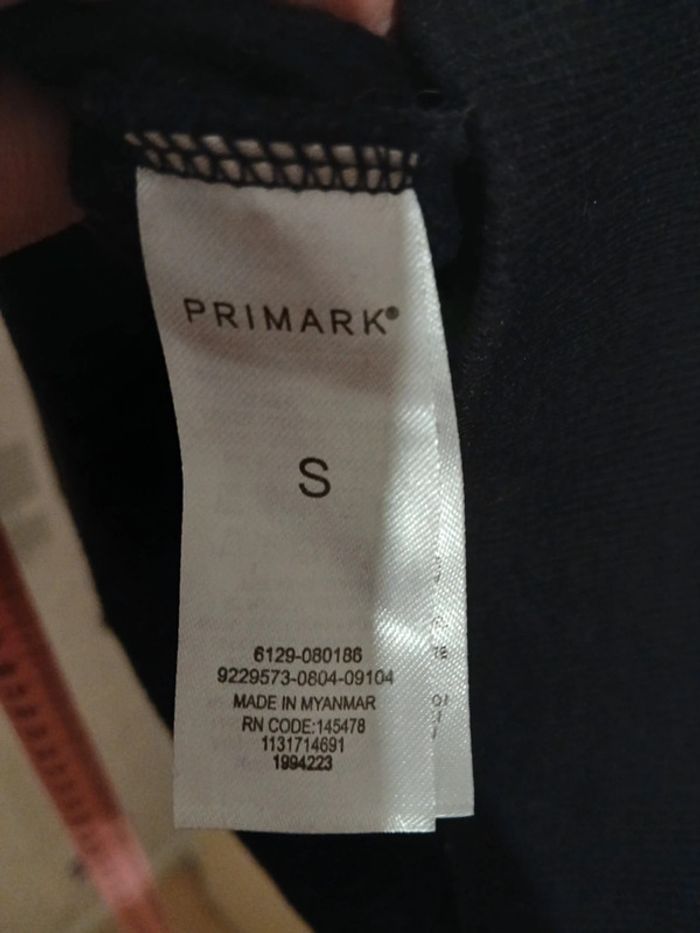 PRIMARK®
S
6129-080186
9229573-0804-09104
MADE IN MYANMAR
RN CODE:145478
1131714691
1994223